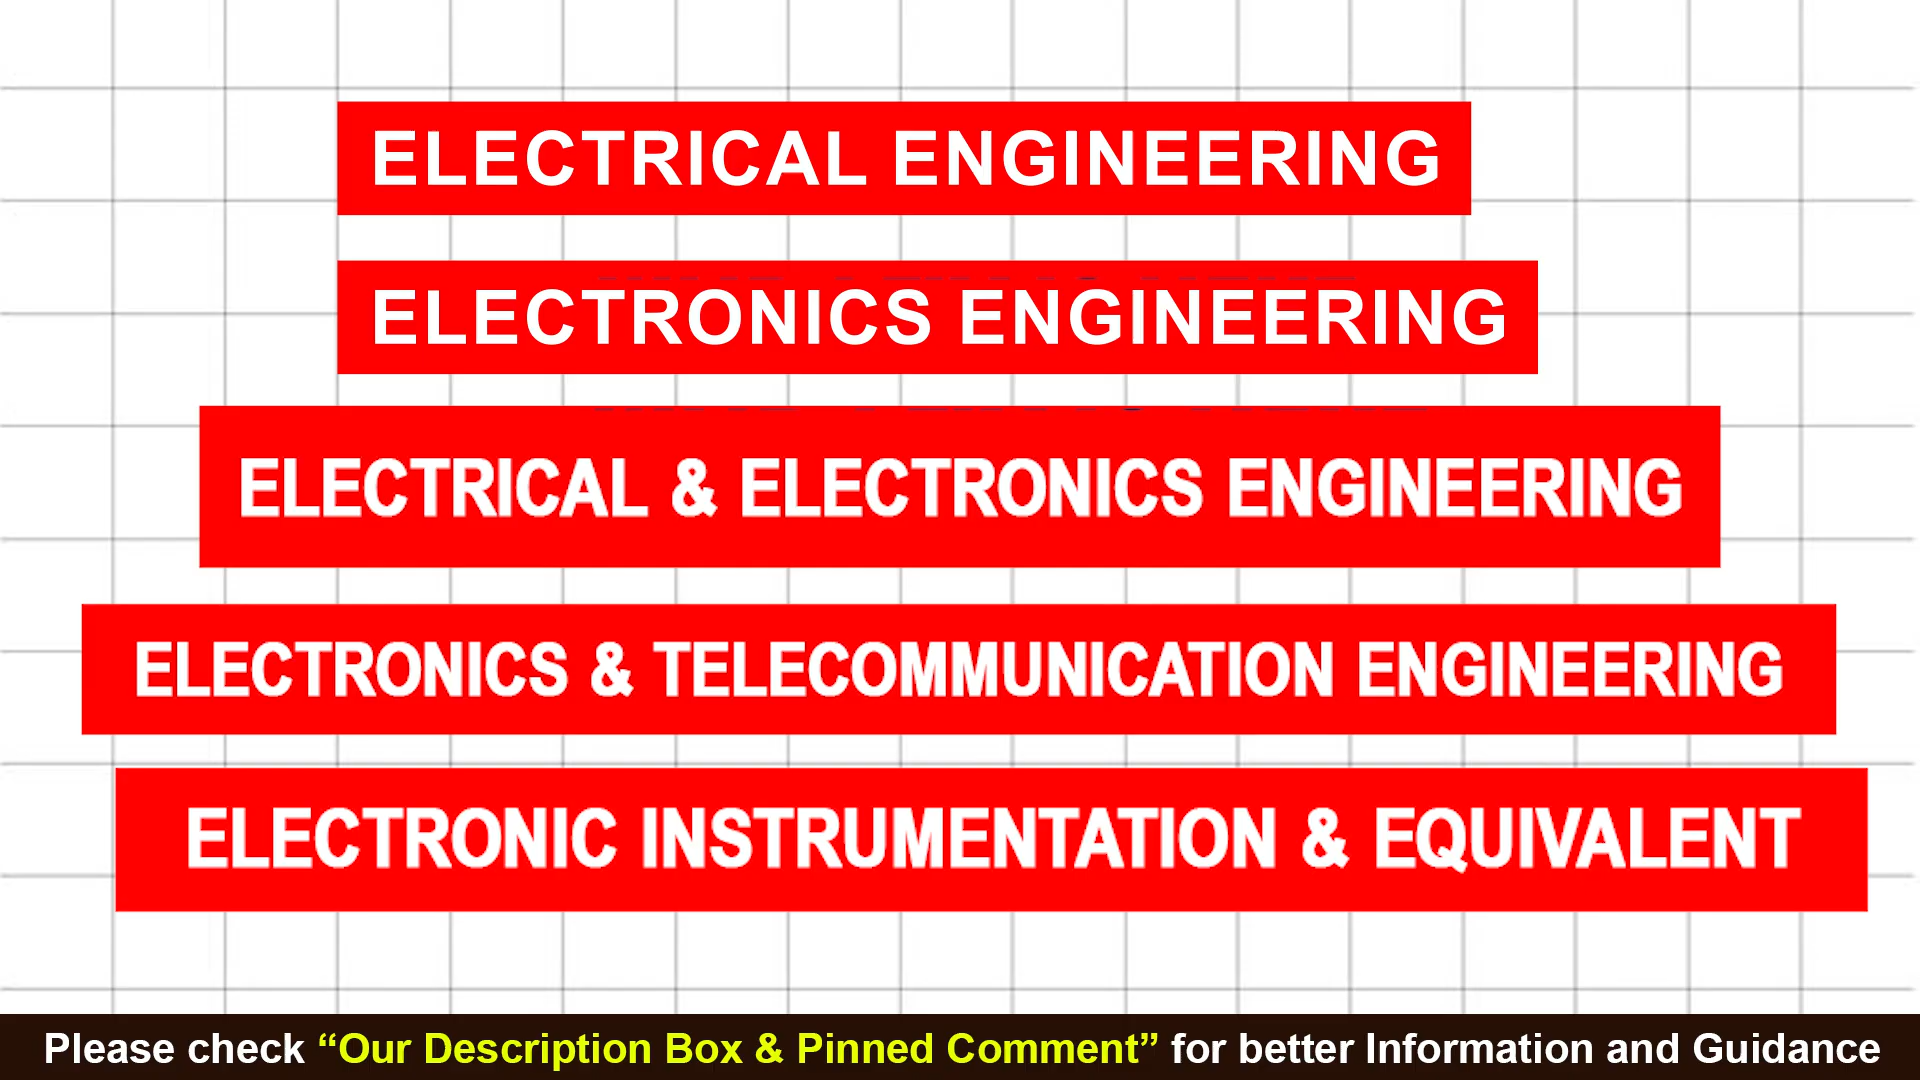 ELECTRICAL ENGINEERING
ELECTRONICS ENGINEERING
ELECTRICAL & ELECTRONICS ENGINEERING
ELECTRONICS & TELECOMMUNICATION ENGINEERING
ELECTRONIC INSTRUMENTATION & EQUIVALENT
Please check “Our Description Box & Pinned Comment” for better Information and Guidance